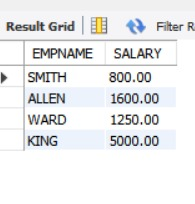 Result Grid Filter R
EMPNAME SALARY
SMITH 800.00
ALLEN 1600.00
WARD 1250.00
KING 5000.00